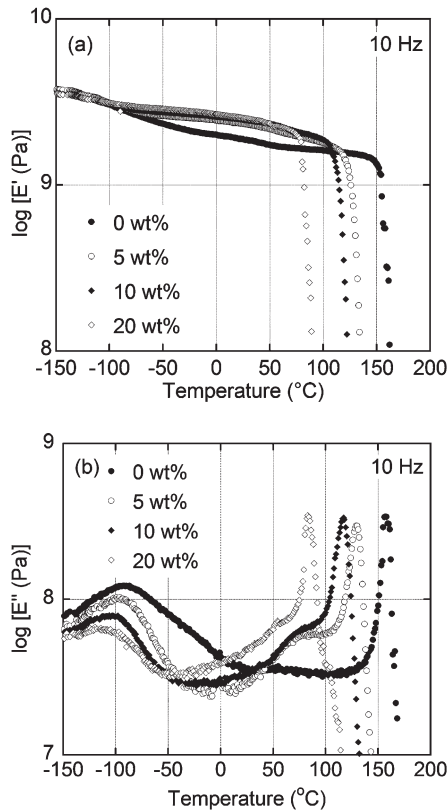 10
(a)
10 Hz
log [E' (Pa)]
9
0 wt%
5 wt%
10 wt%
20 wt%
8
-150 -100 -50 0 50 100 150 200
Temperature (°C)
9
(b)
10 Hz
0 wt%
5 wt%
10 wt%
20 wt%
log [E'' (Pa)]
8
7
-150 -100 -50 0 50 100 150 200
Temperature (°C)